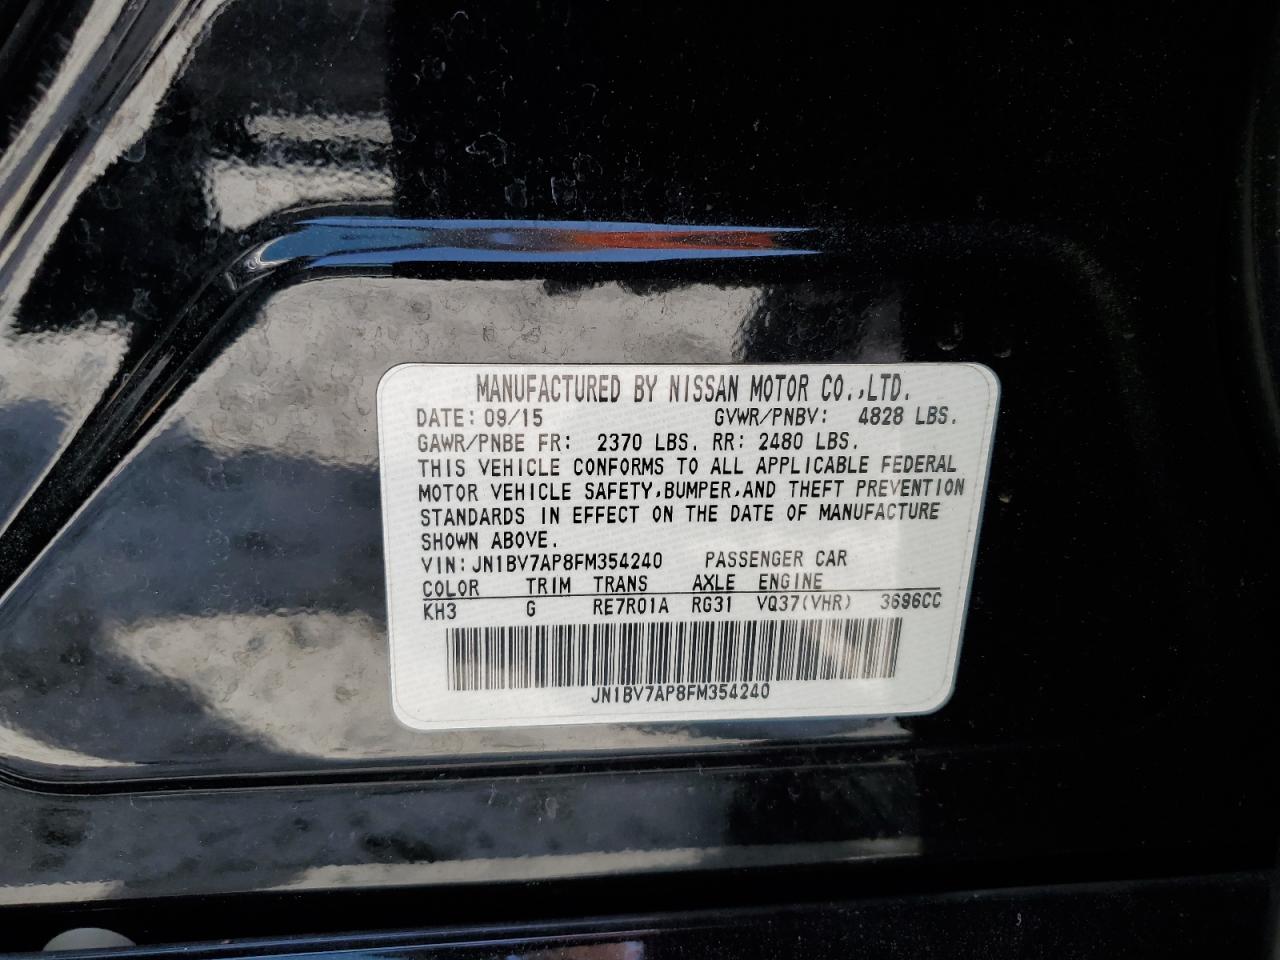 MANUFACTURED BY NISSAN MOTOR CO.,LTD.
DATE: 09/15 GVWR/PNBV: 4828 LBS.
GAWR/PNBE FR: 2370 LBS. RR: 2480 LBS.
THIS VEHICLE CONFORMS TO ALL APPLICABLE FEDERAL
MOTOR VEHICLE SAFETY,BUMPER,AND THEFT PREVENTION
STANDARDS IN EFFECT ON THE DATE OF MANUFACTURE
SHOWN ABOVE.
VIN: JN1BV7AP8FM354240 PASSENGER CAR
COLOR TRIM TRANS AXLE ENGINE
KH3 G RE7R01A RG31 VQ37(VHR) 3696CC
JN1BV7AP8FM354240